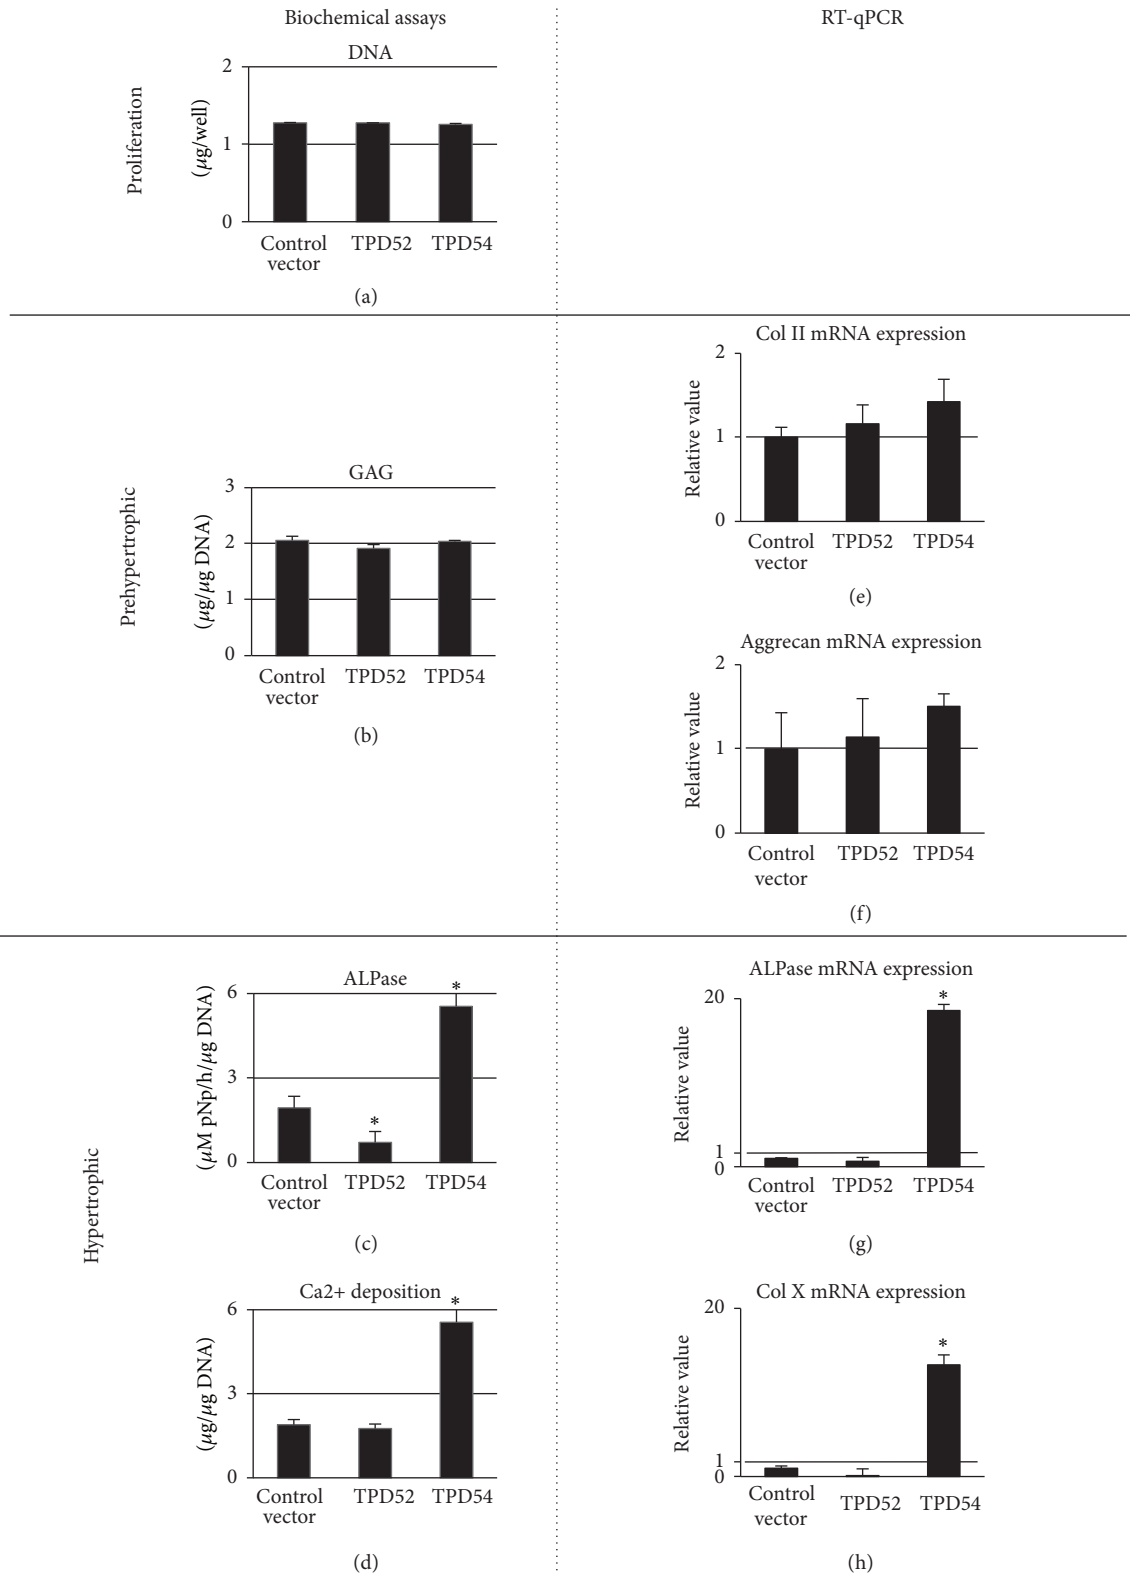 Biochemical assays
RT-qPCR
Proliferation
DNA
(µg/well)
2
1
0
Control vector
TPD52
TPD54
(a)
Prehypertrophic
GAG
(µg/µg DNA)
3
2
1
0
Control vector
TPD52
TPD54
(b)
Col II mRNA expression
Relative value
2
1
0
Control vector
TPD52
TPD54
(e)
Aggrecan mRNA expression
Relative value
2
1
0
Control vector
TPD52
TPD54
(f)
Hypertrophic
ALPase
(µM pNp/h/µg DNA)
6
3
0
*
*
Control vector
TPD52
TPD54
(c)
ALPase mRNA expression
Relative value
20
1
0
*
Control vector
TPD52
TPD54
(g)
Ca2+ deposition
(µg/µg DNA)
6
3
0
*
Control vector
TPD52
TPD54
(d)
Col X mRNA expression
Relative value
20
1
0
*
Control vector
TPD52
TPD54
(h)